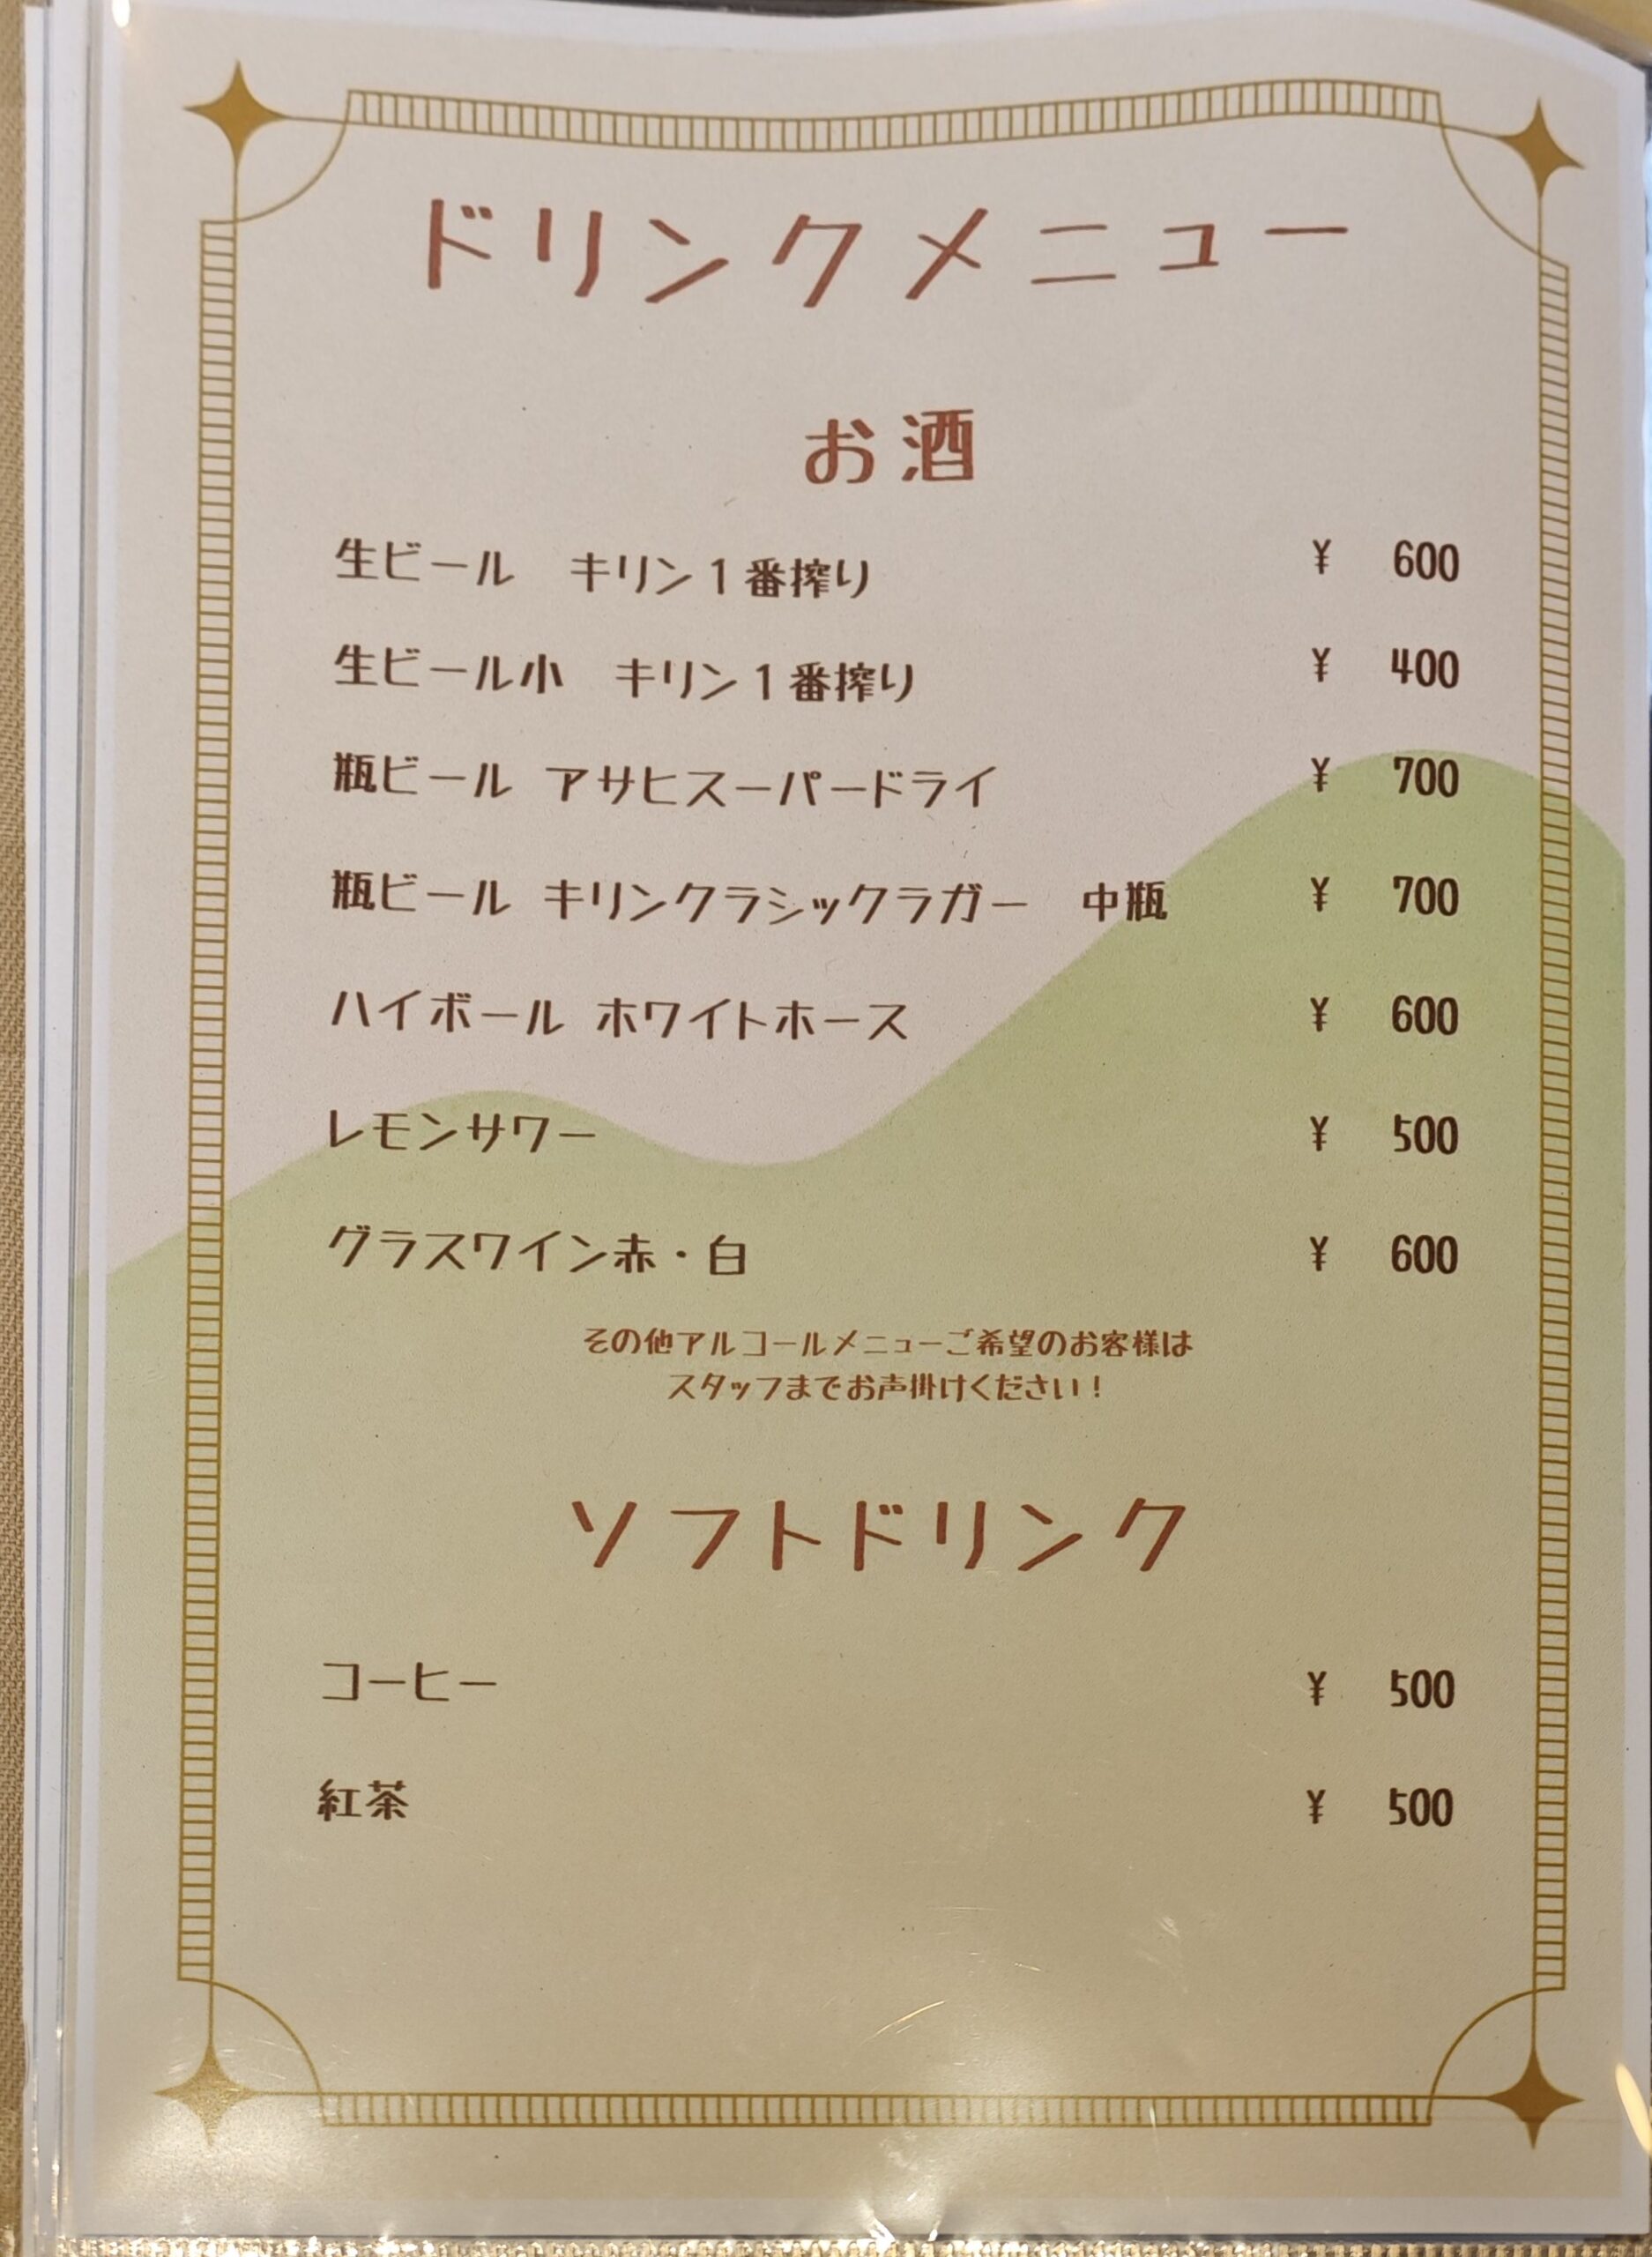 ドリンクメニュー
お酒
生ビール　キリン1番搾り ¥ 600
生ビール小　キリン1番搾り ¥ 400
瓶ビール アサヒスーパードライ ¥ 700
瓶ビール キリンクラシックラガー　中瓶 ¥ 700
ハイボール ホワイトホース ¥ 600
レモンサワー ¥ 500
グラスワイン赤・白 ¥ 600
その他アルコールメニューご希望のお客様は
スタッフまでお声掛けください！
ソフトドリンク
コーヒー ¥ 500
紅茶 ¥ 500